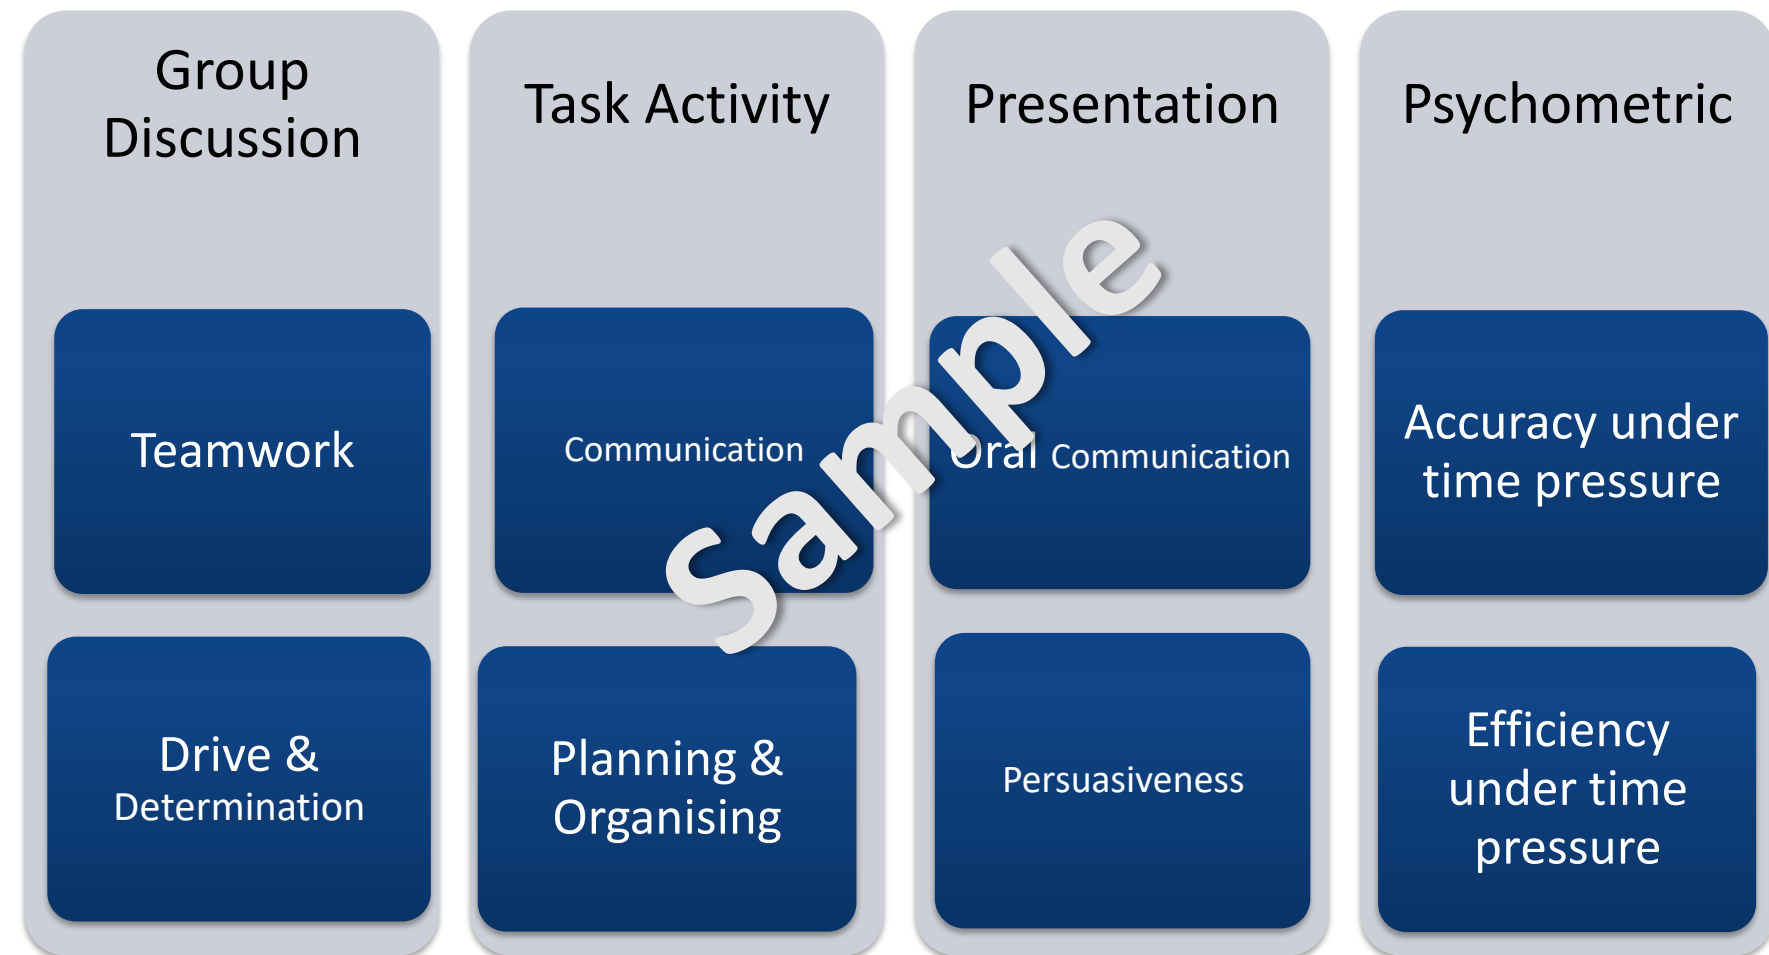 Group
Discussion
Teamwork
Drive &
Determination
Task Activity
Communication
Planning &
Organising
Presentation
Oral Communication
Persuasiveness
Psychometric
Accuracy under
time pressure
Efficiency
under time
pressure
Sample